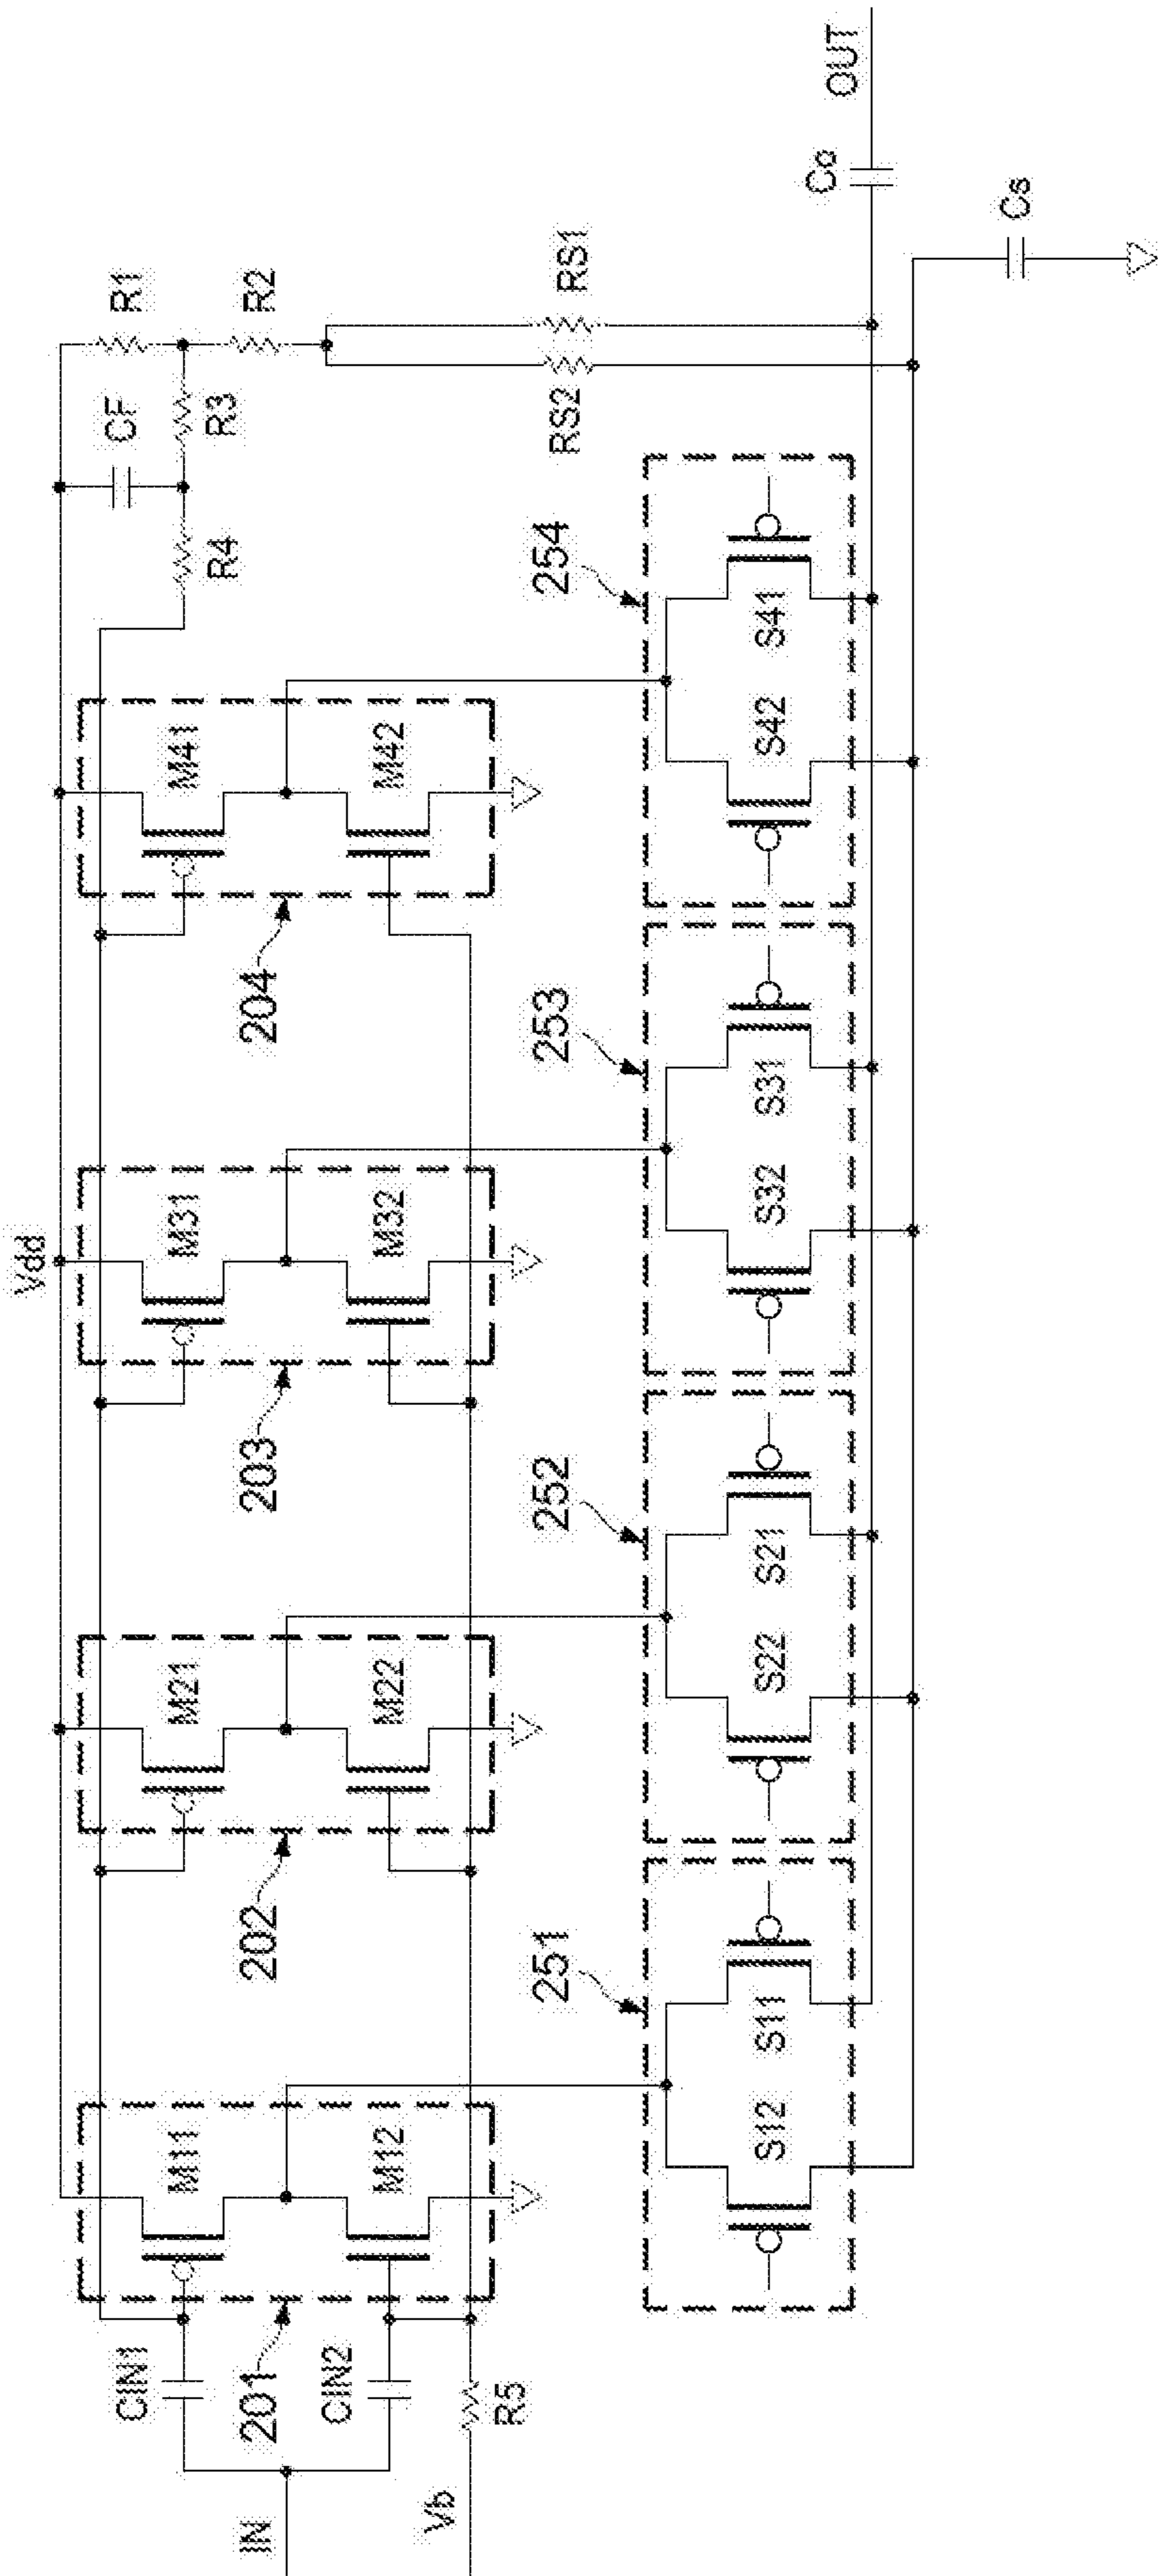 Vdd
IN
Vb
CIN1
CIN2
R5
201
M11
M12
202
M21
M22
203
M31
M32
204
M41
M42
R4
CF
R3
R1
R2
RS2
RS1
251
S12
S11
252
S22
S21
253
S32
S31
254
S42
S41
Co
OUT
Cs